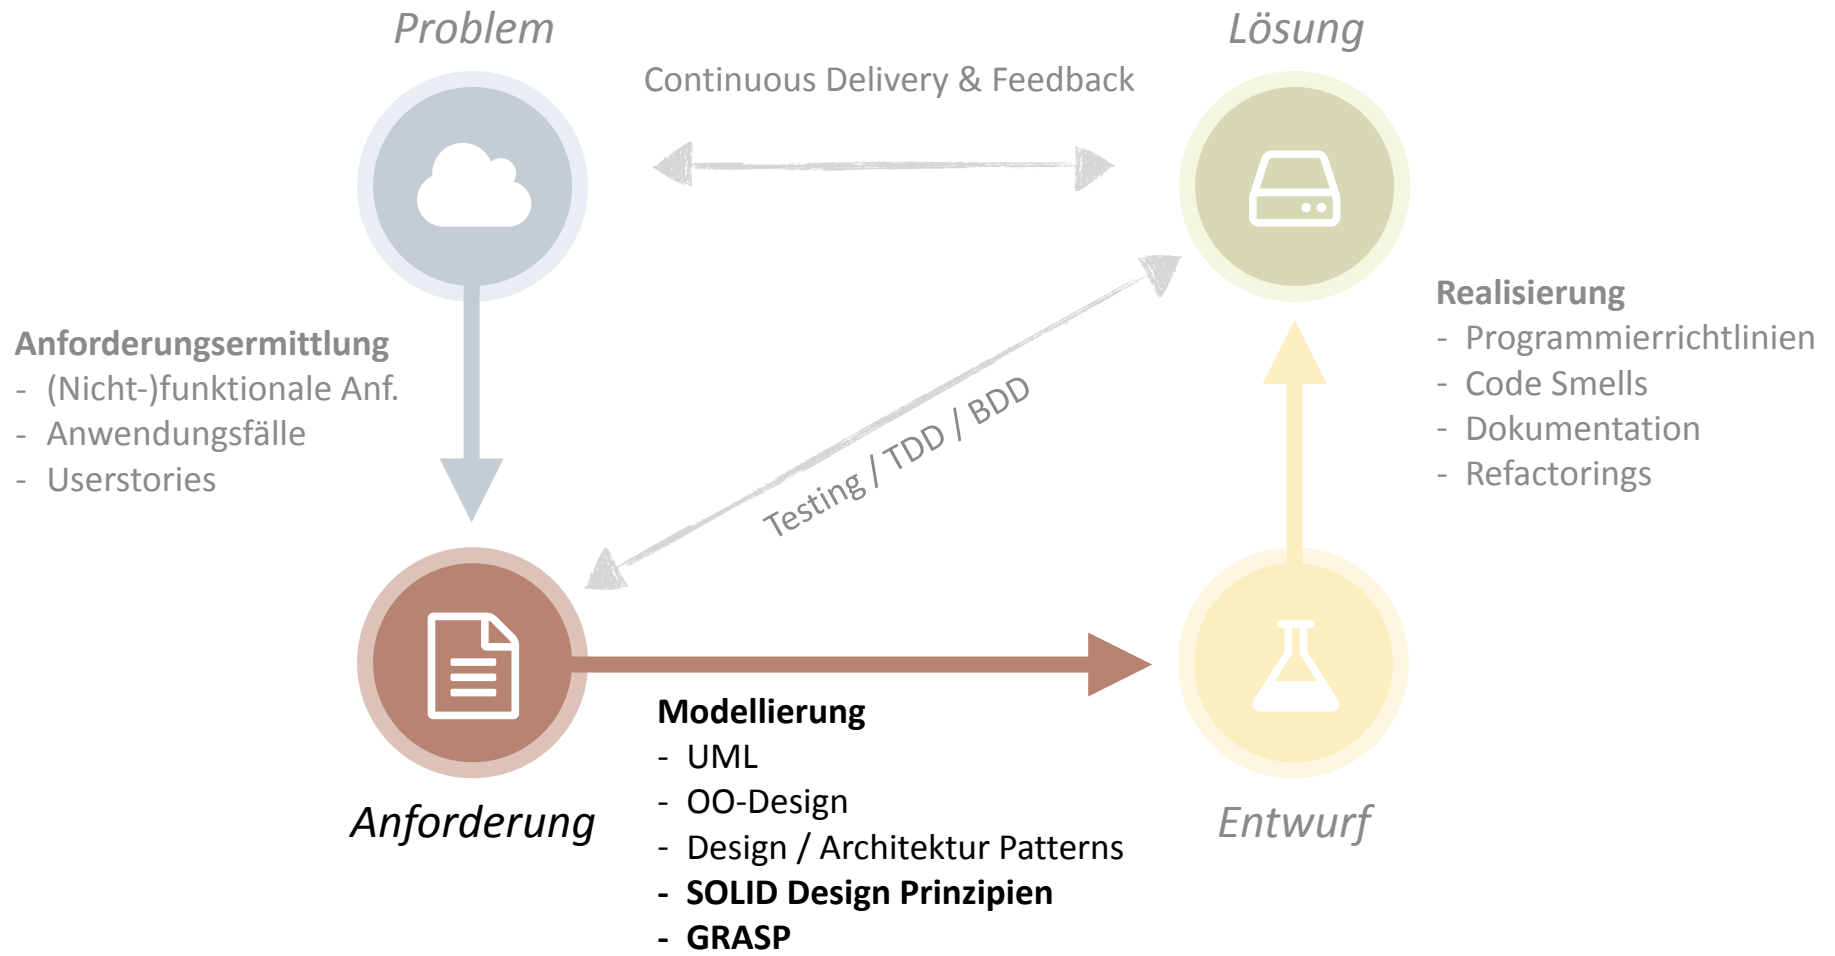 Problem
Lösung
Continuous Delivery & Feedback
Anforderungsermittlung
- (Nicht-)funktionale Anf.
- Anwendungsfälle
- Userstories
Realisierung
- Programmierrichtlinien
- Code Smells
- Dokumentation
- Refactorings
Testing / TDD / BDD
Anforderung
Modellierung
- UML
- OO-Design
- Design / Architektur Patterns
- SOLID Design Prinzipien
- GRASP
Entwurf